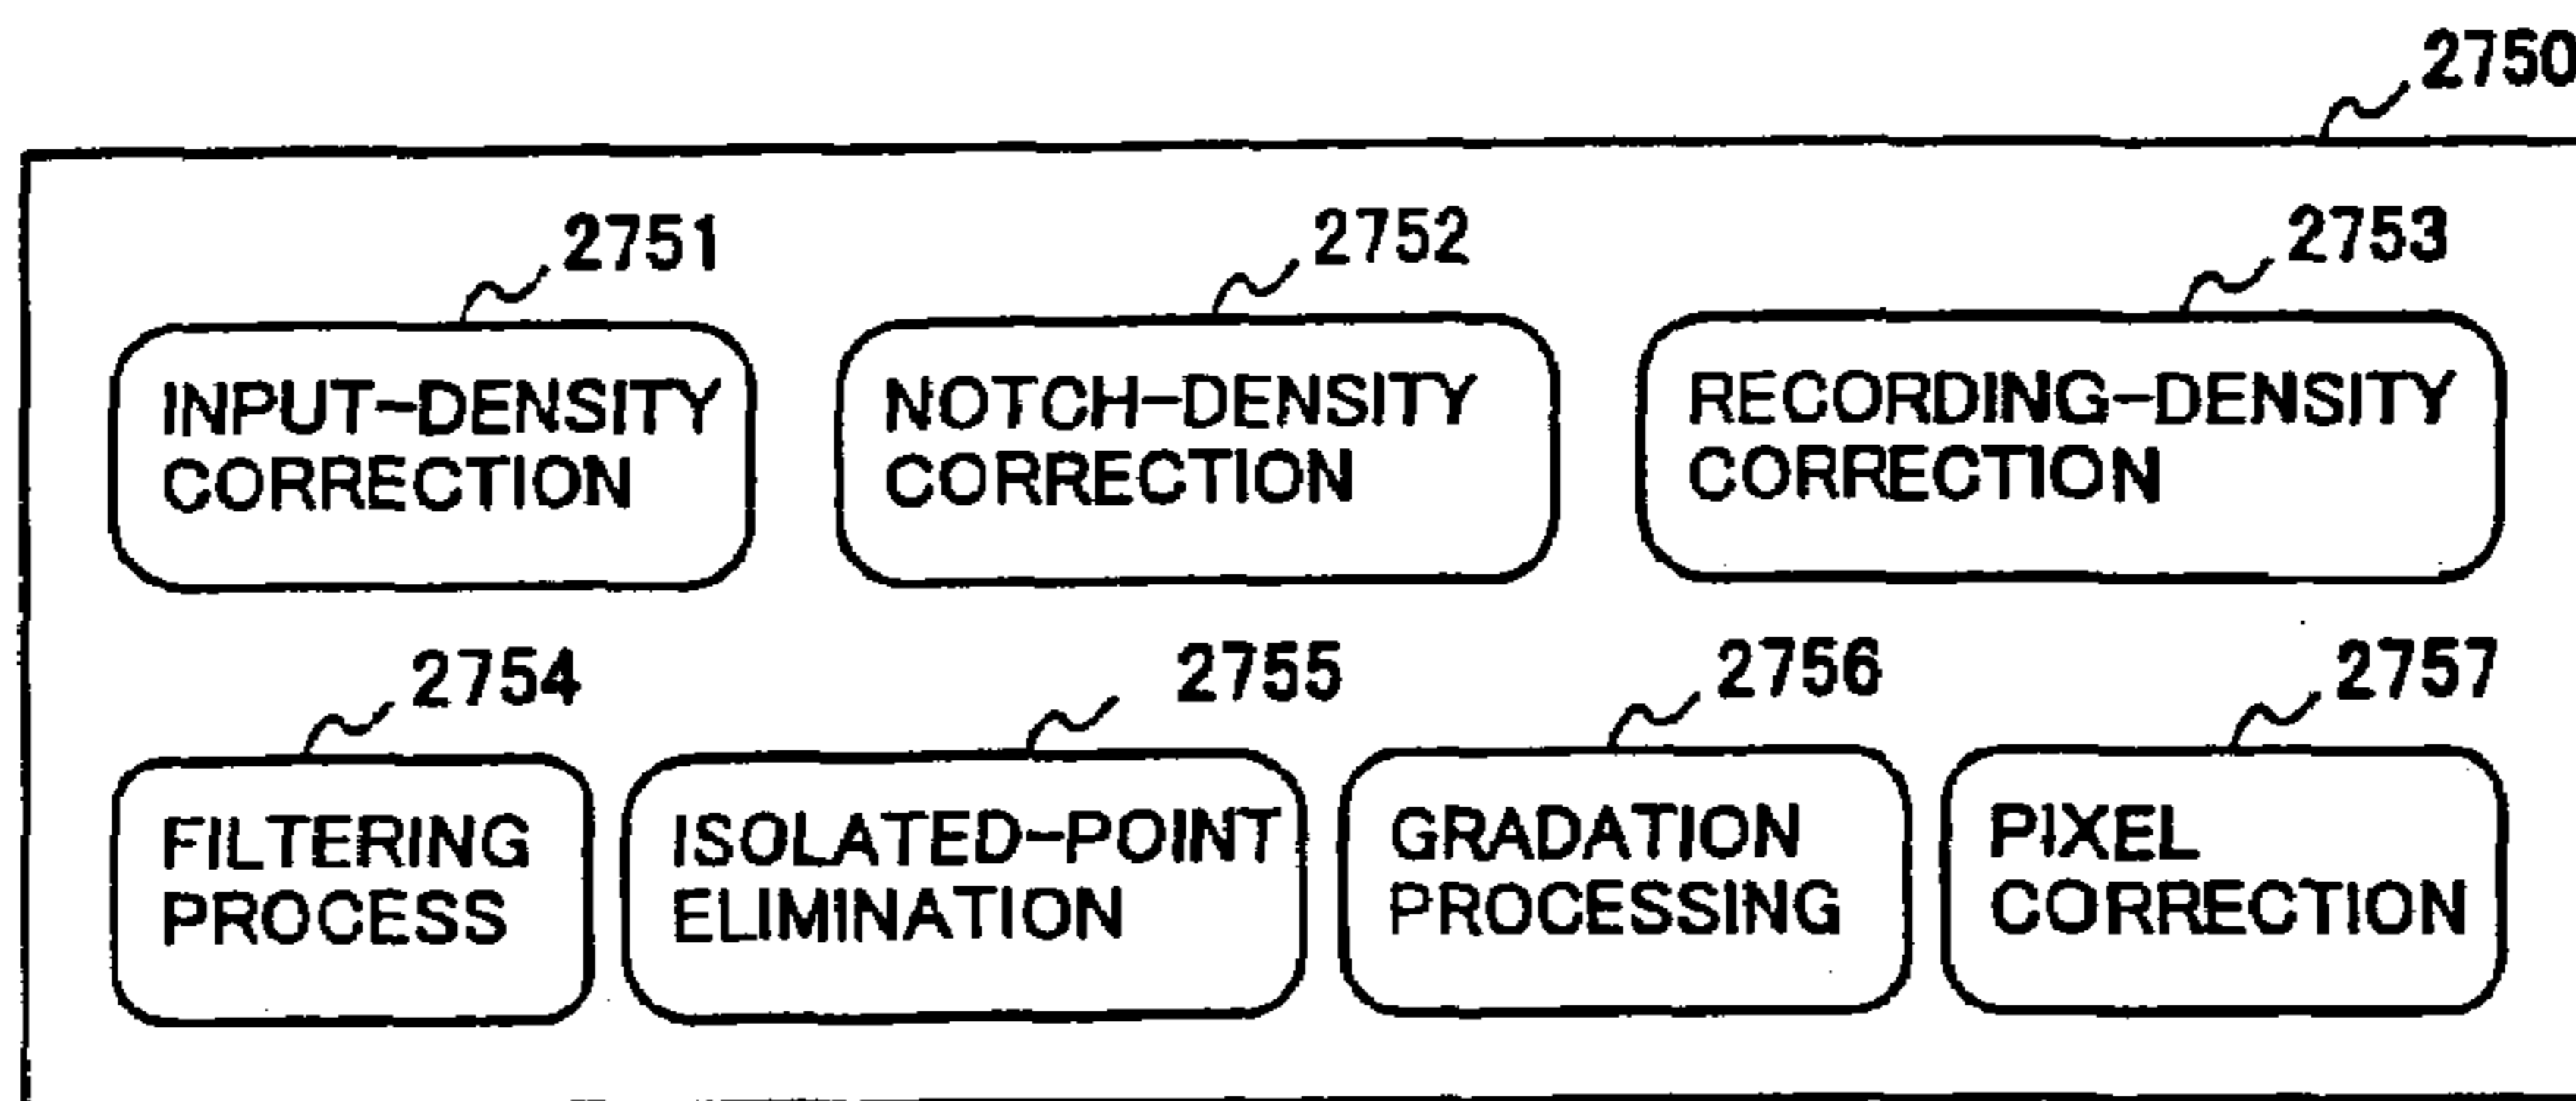 2750
2751 2752 2753
INPUT-DENSITY
CORRECTION
NOTCH-DENSITY
CORRECTION
RECORDING-DENSITY
CORRECTION
2754 2755 2756 2757
FILTERING
PROCESS
ISOLATED-POINT
ELIMINATION
GRADATION
PROCESSING
PIXEL
CORRECTION